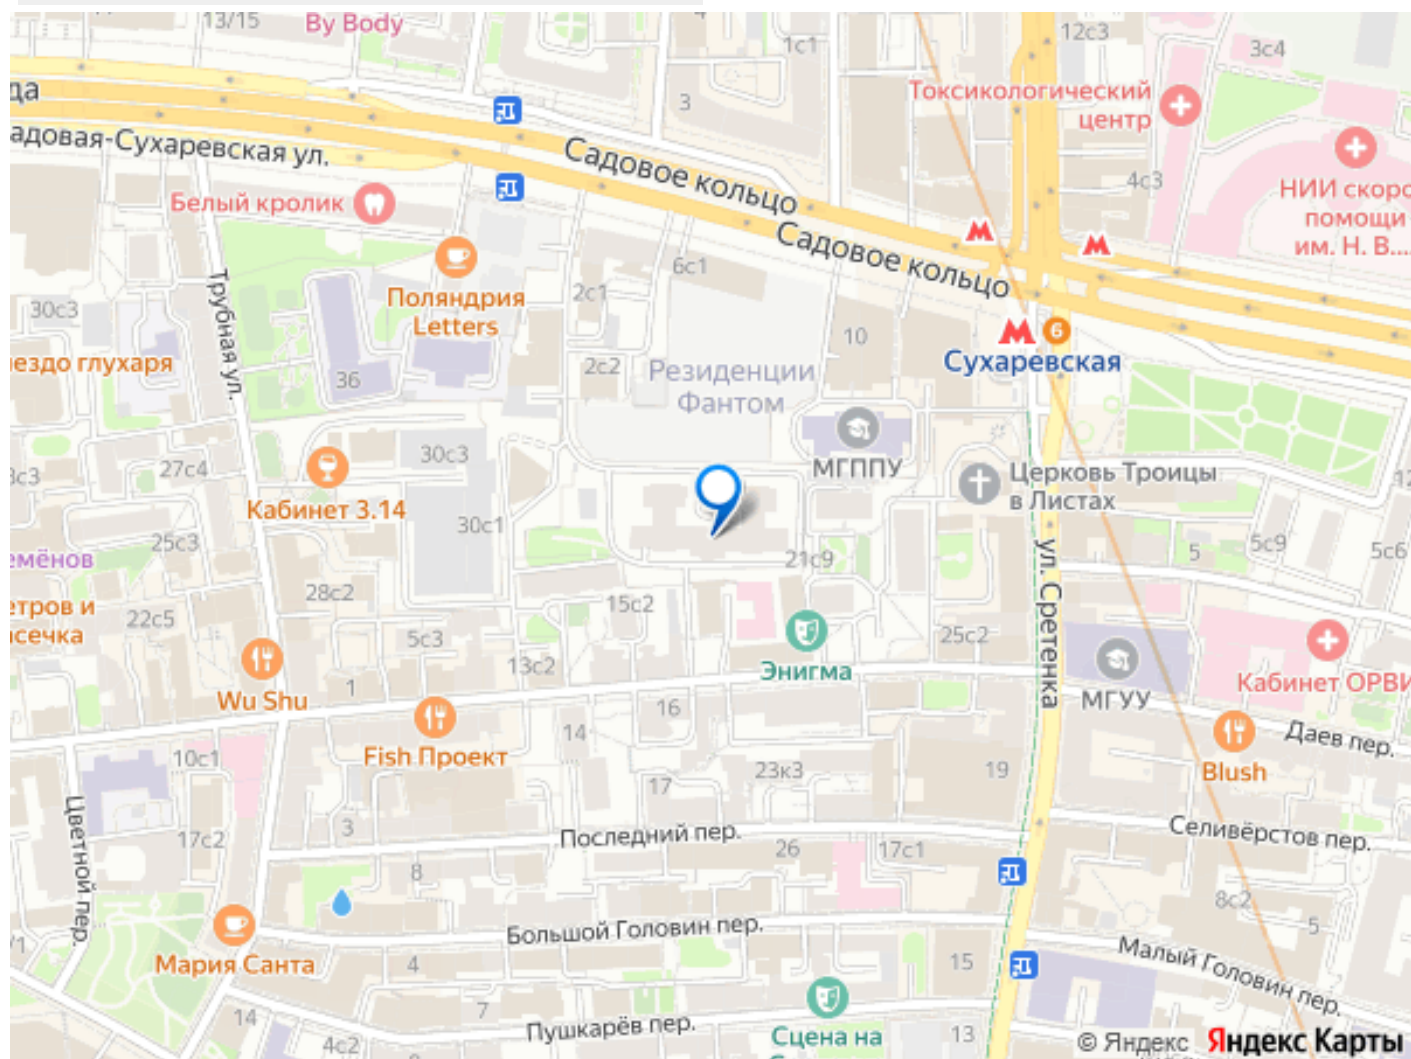 13/15
By Body
4
1с1
12с3
3с4
да
адовая-Сухаревская ул.
3
Токсикологический
центр
Садовое кольцо
4с3
НИИ скоро
помощи
им. Н. В....
Белый кролик
Садовое кольцо
6с1
Поляндрия
Letters
2с1
30с3
Трубная ул.
10
6
Сухаревская
ездо глухаря
36
2с2
Резиденции
Фантом
МГППУ
Церковь Троицы
в Листах
27с4
30с3
Кабинет 3.14
30с1
25с3
емёнов
21с9
5
5с9
5с6
ул. Сретенка
етров и
асечка
22с5
28с2
15с2
5с3
13с2
25с2
Энигма
Кабинет ОРВИ
МГУУ
Wu Shu
1
16
14
Fish Проект
Даев пер.
Blush
10с1
23к3
19
17
Цветной пер.
17с2
3
Последний пер.
Селивёрстов пер.
26
17с1
8
8с2
5
Большой Головин пер.
Малый Головин пер.
Мария Санта
4
15
7
14
Пушкарёв пер.
4с2
Сцена на
13
© Яндекс Яндекс Карты